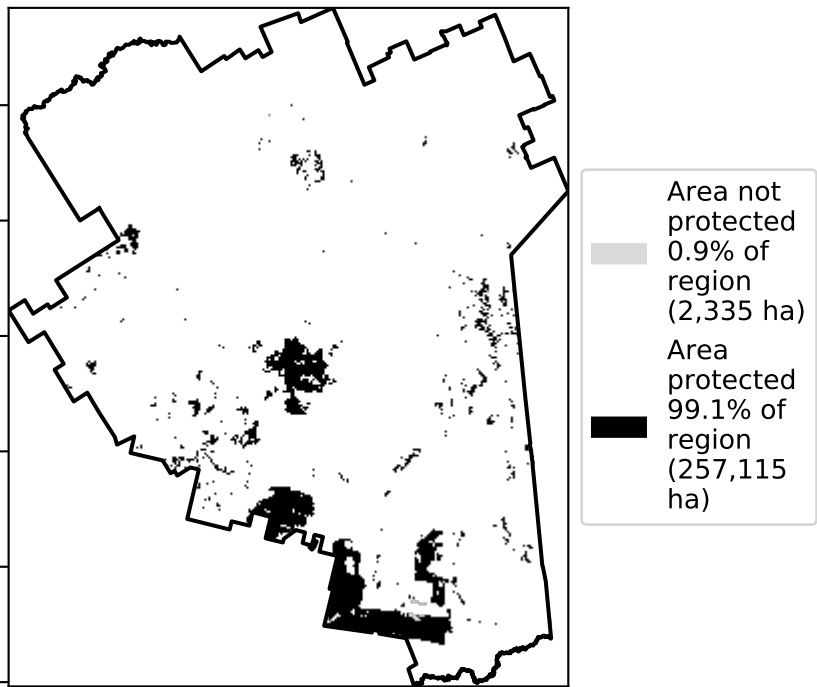 Area not
protected
0.9% of
region
(2,335 ha)
Area
protected
99.1% of
region
(257,115
ha)